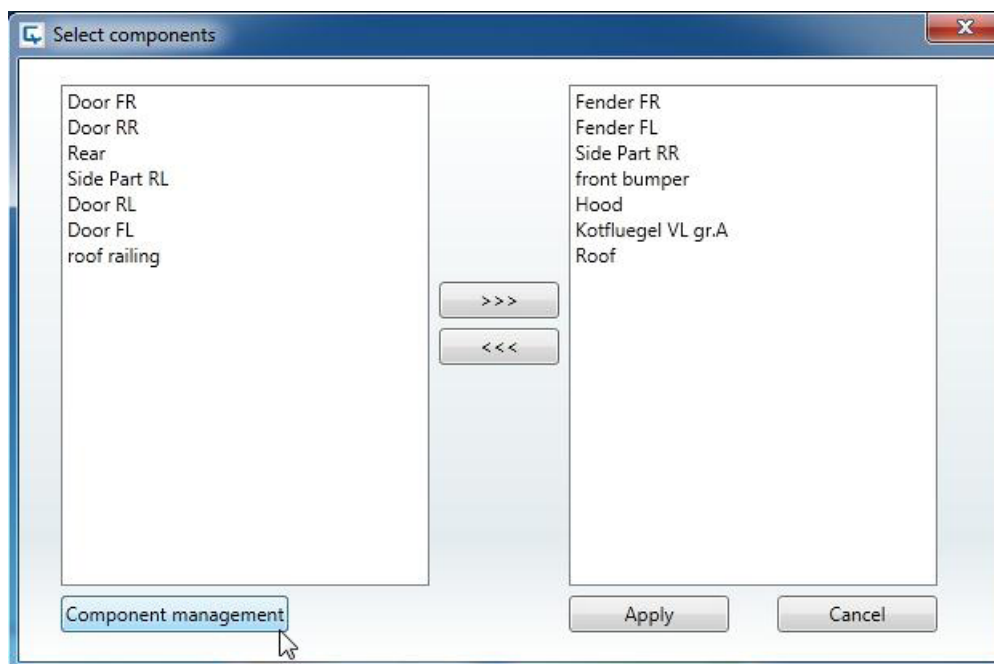 Select components
Door FR
Door RR
Rear
Side Part RL
Door RL
Door FL
roof railing
>>>
<<<
Fender FR
Fender FL
Side Part RR
front bumper
Hood
Kotfluegel VL gr.A
Roof
Component management
Apply
Cancel